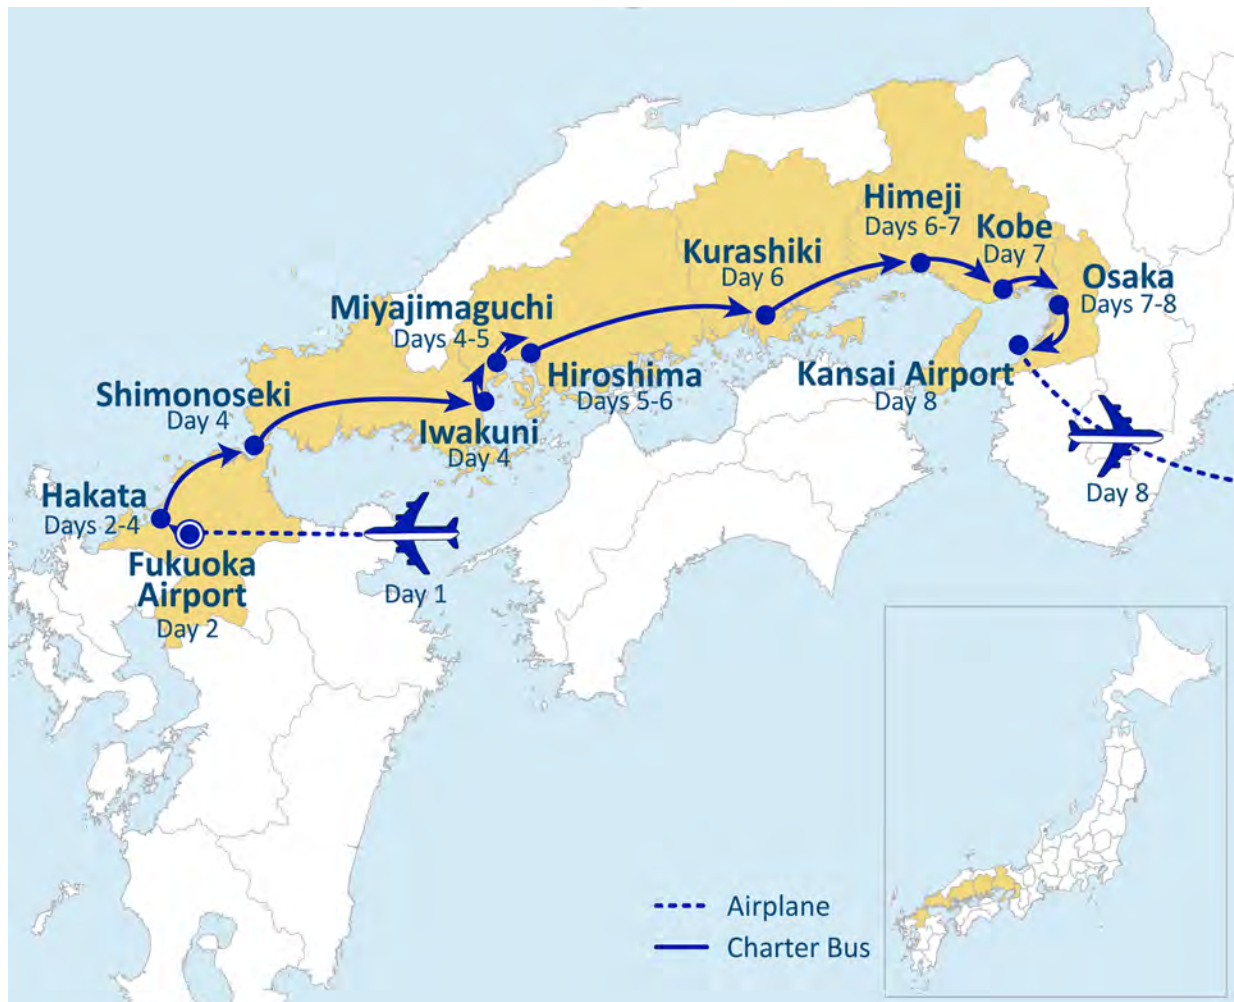 Himeji
Days 6-7
Kobe
Day 7
Kurashiki
Day 6
Osaka
Days 7-8
Miyajimaguchi
Days 4-5
Hiroshima
Days 5-6
Kansai Airport
Day 8
Shimonoseki
Day 4
Iwakuni
Day 4
Day 8
Hakata
Days 2-4
Fukuoka
Airport
Day 2
Day 1
Airplane
Charter Bus